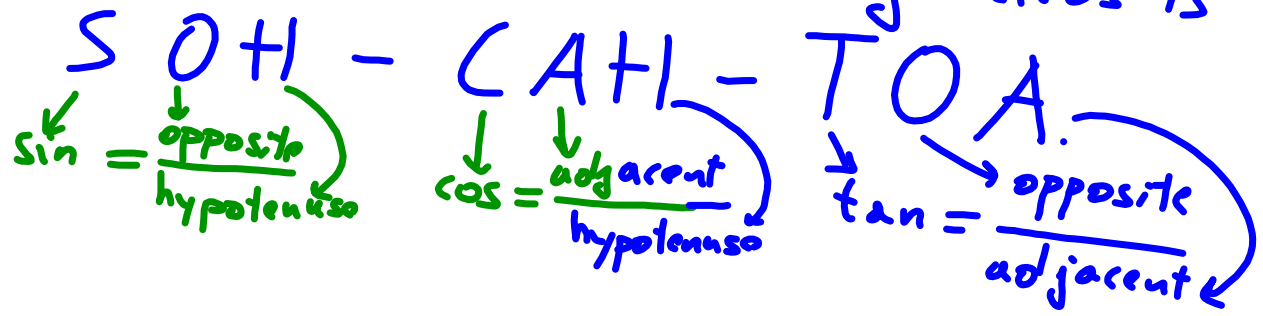 SOH - CAH - TOA.
sin = opposite / hypotenuse
cos = adjacent / hypotenuse
tan = opposite / adjacent